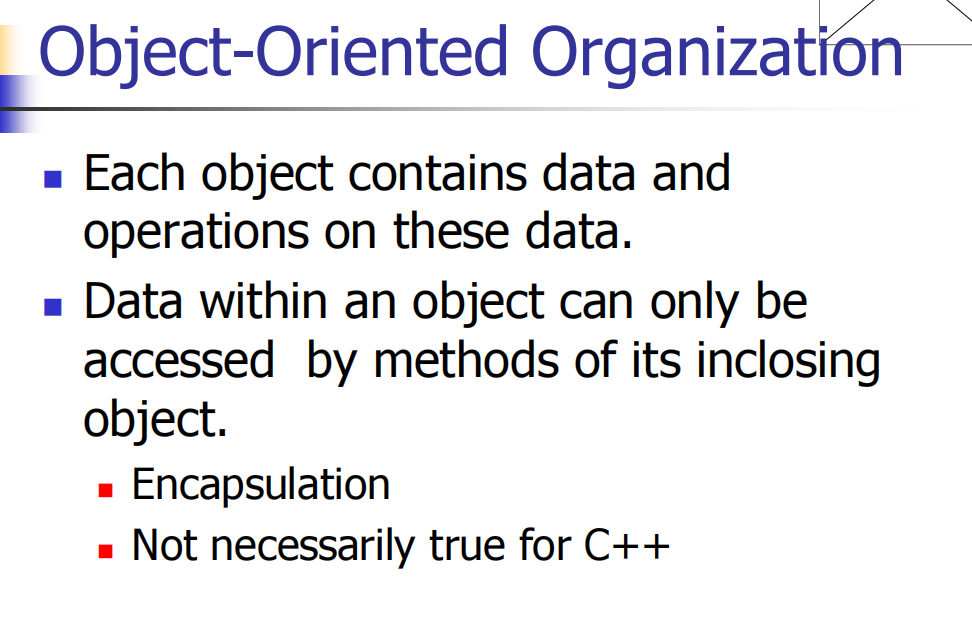 Object-Oriented Organization
Each object contains data and
operations on these data.
Data within an object can only be
accessed  by methods of its inclosing
object.
Encapsulation
Not necessarily true for C++